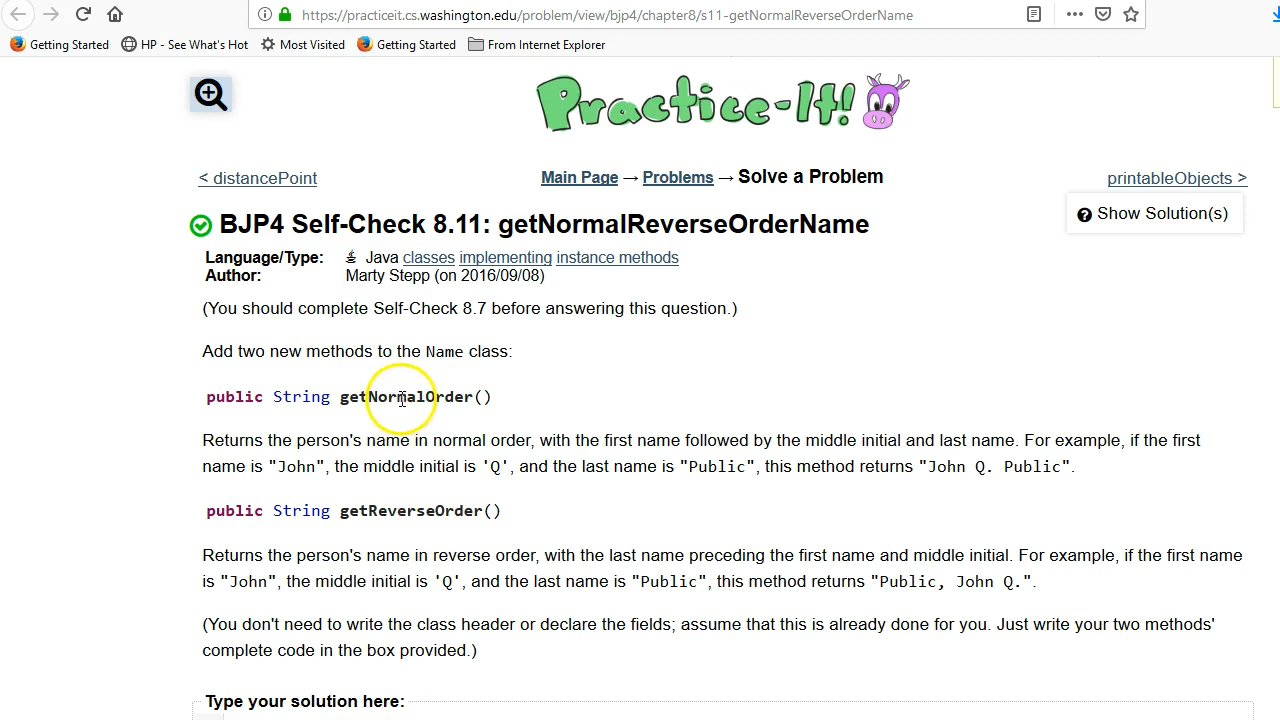 https://practiceit.cs.washington.edu/problem/view/bjp4/chapter8/s11-getNormalReverseOrderName
Getting Started HP - See What's Hot Most Visited Getting Started From Internet Explorer
Practice-It!
< distancePoint Main Page → Problems → Solve a Problem printableObjects >
Show Solution(s)
BJP4 Self-Check 8.11: getNormalReverseOrderName
Language/Type: Java classes implementing instance methods
Author: Marty Stepp (on 2016/09/08)
(You should complete Self-Check 8.7 before answering this question.)
Add two new methods to the Name class:
public String getNormalOrder()
Returns the person's name in normal order, with the first name followed by the middle initial and last name. For example, if the first
name is "John", the middle initial is 'Q', and the last name is "Public", this method returns "John Q. Public".
public String getReverseOrder()
Returns the person's name in reverse order, with the last name preceding the first name and middle initial. For example, if the first name
is "John", the middle initial is 'Q', and the last name is "Public", this method returns "Public, John Q.".
(You don't need to write the class header or declare the fields; assume that this is already done for you. Just write your two methods'
complete code in the box provided.)
Type your solution here: